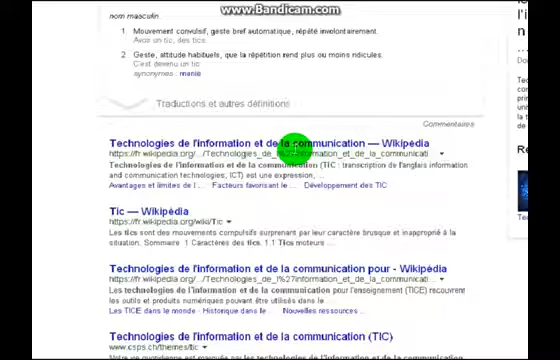 www.Bandicam.com
nom masculin
1. Mouvement convulsif, geste bref automatique, répété involontairement.
Avoir un tic, des tics.
2. Geste, attitude habituels, que la répétition rend plus ou moins ridicules.
C'est devenu un tic
synonymes : manie
Traductions et autres définitions
Commentaires
Technologies de l'information et de la communication — Wikipédia
https://fr.wikipedia.org/.../Technologies_de_l%27information_et_de_la_communicati...
Technologies de l'information et de la communication (TIC : transcription de l'anglais information
and communication technologies, ICT) est une expression, ...
Avantages et limites de l ... Facteurs favorisant le ... Développement des TIC
Tic — Wikipédia
https://fr.wikipedia.org/wiki/Tic
Les tics sont des mouvements compulsifs surprenant par leur caractère brusque et inapproprié à la
situation. Sommaire. 1 Caractères des tics. 1.1 Tics moteurs ...
Technologies de l'information et de la communication pour - Wikipédia
https://fr.wikipedia.org/.../Technologies_de_l%27information_et_de_la_communicati...
Les technologies de l'information et de la communication pour l'enseignement (TICE) recouvrent
les outils et produits numériques pouvant être utilisés dans le ...
Les TICE dans le monde - Historique dans le ... Nouvelles ressources ...
Technologies de l'information et de la communication (TIC)
www.csps.ch/themes/tic